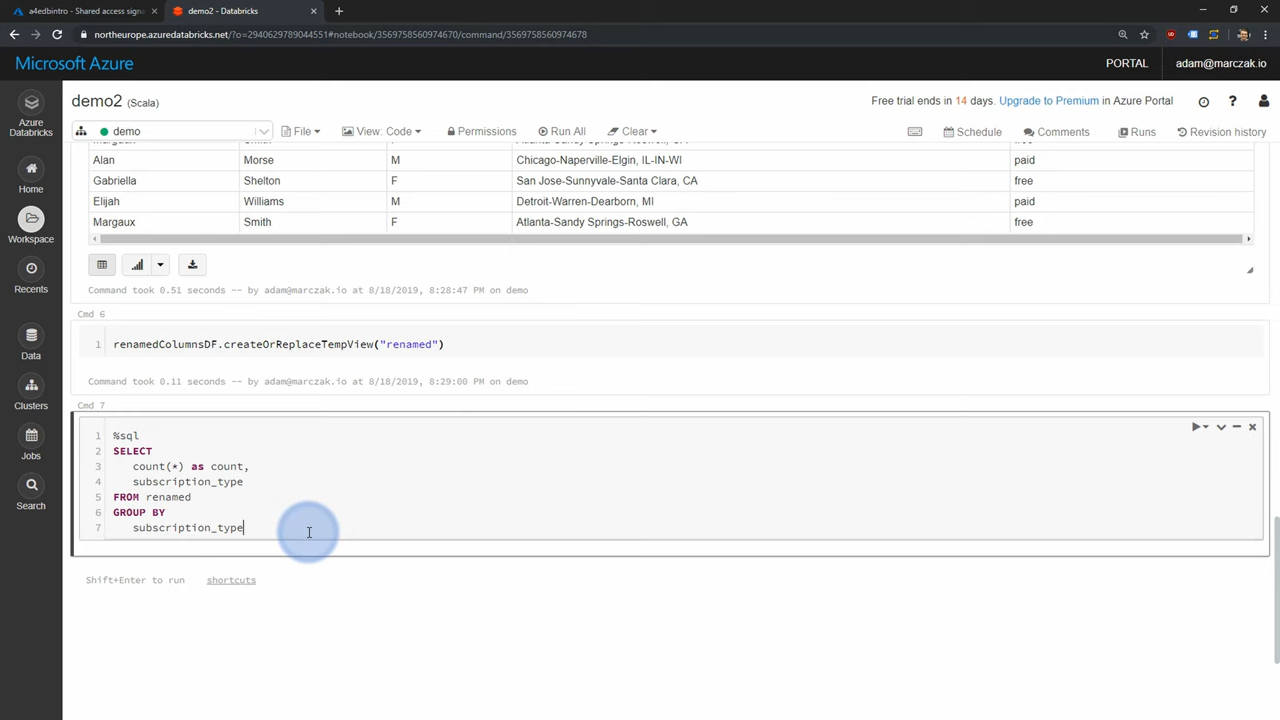 a4edbintro - Shared access signa
demo2 - Databricks
northeurope.azuredatabricks.net/?o=2940629789044551#notebook/3569758560974670/command/3569758560974678
Microsoft Azure
PORTAL
adam@marczak.io
demo2 (Scala)
Free trial ends in 14 days. Upgrade to Premium in Azure Portal
demo
File
View: Code
Permissions
Run All
Clear
Schedule
Comments
Runs
Revision history
Azure
Databricks
Home
Workspace
Recents
Data
Clusters
Jobs
Search
Alan Morse M Chicago-Naperville-Elgin, IL-IN-WI paid
Gabriella Shelton F San Jose-Sunnyvale-Santa Clara, CA free
Elijah Williams M Detroit-Warren-Dearborn, MI paid
Margaux Smith F Atlanta-Sandy Springs-Roswell, GA free
Command took 0.51 seconds -- by adam@marczak.io at 8/18/2019, 8:28:47 PM on demo
Cmd 6
1 renamedColumnsDF.createOrReplaceTempView("renamed")
Command took 0.11 seconds -- by adam@marczak.io at 8/18/2019, 8:29:00 PM on demo
Cmd 7
1 %sql
2 SELECT
3 count(*) as count,
4 subscription_type
5 FROM renamed
6 GROUP BY
7 subscription_type
Shift+Enter to run shortcuts